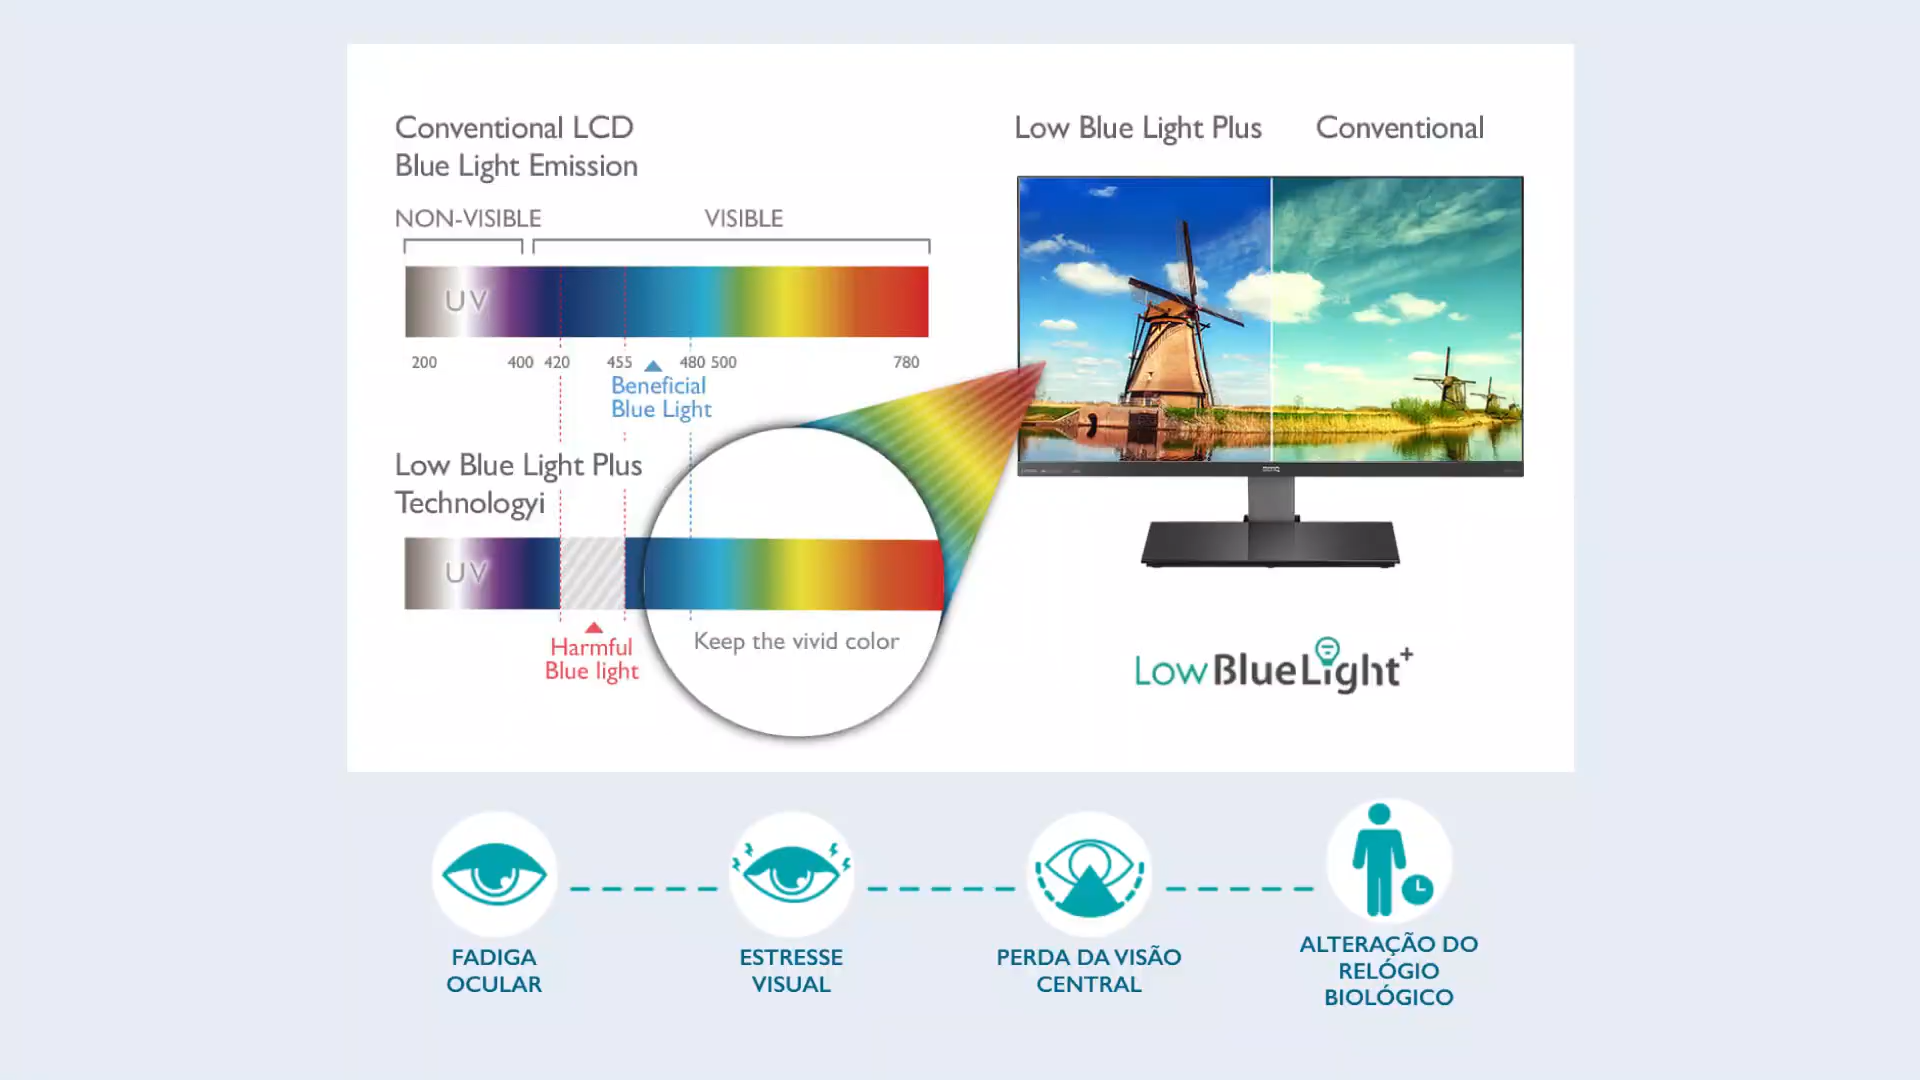 Conventional LCD
Blue Light Emission
NON-VISIBLE
VISIBLE
UV
200
400
420
455
480
500
780
Beneficial
Blue Light
Low Blue Light Plus
Technologyi
UV
Harmful
Blue light
Keep the vivid color
Low Blue Light Plus
Conventional
BenQ
LowBlueLight+
FADIGA
OCULAR
ESTRESSE
VISUAL
PERDA DA VISÃO
CENTRAL
ALTERAÇÃO DO
RELÓGIO
BIOLÓGICO